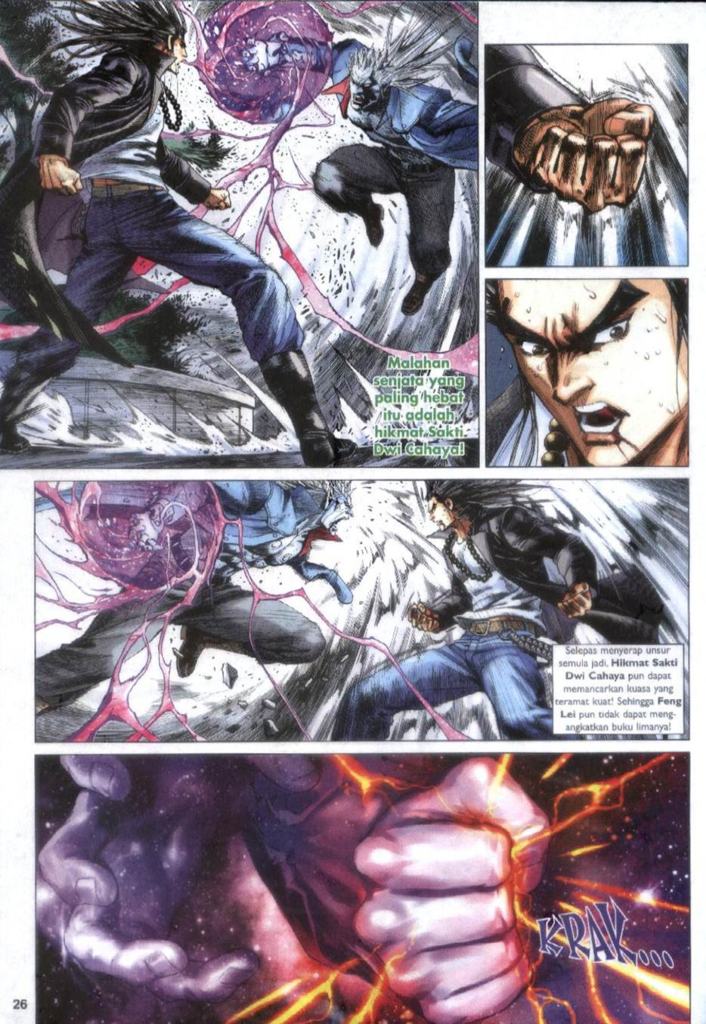 Malahan
senjata yang
paling hebat
itu adalah
hikmat Sakti
Dwi Cahaya!
Selepas menyerap unsur
semula jadi, Hikmat Sakti
Dwi Cahaya pun dapat
memancarkan kuasa yang
teramat kuat! Sehingga Feng
Lei pun tidak dapat meng-
angkatkan buku limanya!
KRAK...
26